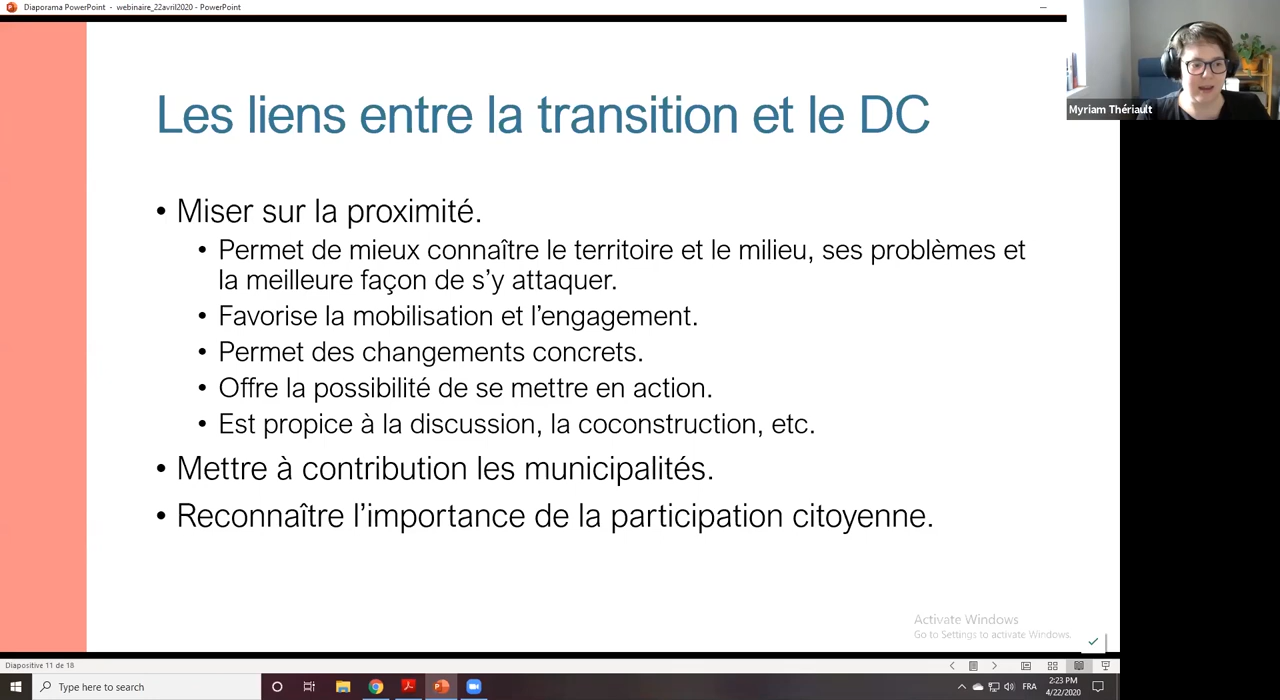 Diaporama PowerPoint - webinaire_22avril2020 - PowerPoint
Myriam Thériault
Les liens entre la transition et le DC
• Miser sur la proximité.
• Permet de mieux connaître le territoire et le milieu, ses problèmes et
la meilleure façon de s’y attaquer.
• Favorise la mobilisation et l’engagement.
• Permet des changements concrets.
• Offre la possibilité de se mettre en action.
• Est propice à la discussion, la coconstruction, etc.
• Mettre à contribution les municipalités.
• Reconnaître l’importance de la participation citoyenne.
Activate Windows
Go to Settings to activate Windows.
Diapositive 11 de 18
Type here to search
FRA
2:23 PM
4/22/2020